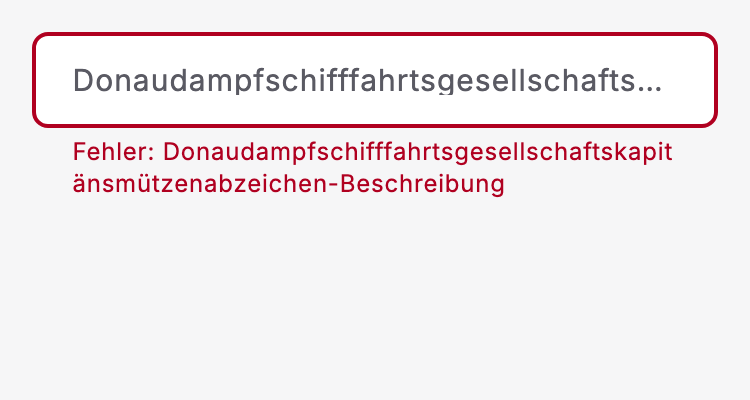 Donaudampfschifffahrtsgesellschafts...
Fehler: Donaudampfschifffahrtsgesellschaftskapit
änsmützenabzeichen-Beschreibung